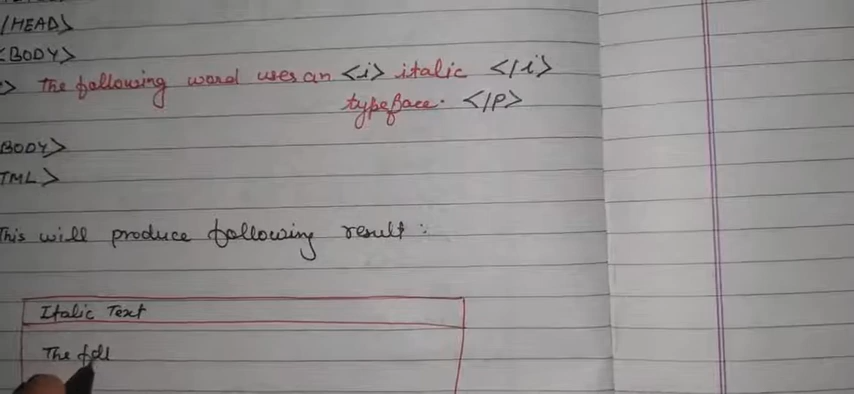 /HEAD>
<BODY>
> The following word uses an <i> italic </i>
typeface. </p>
BODY>
TML>
This will produce following result :
Italic Text
The foll